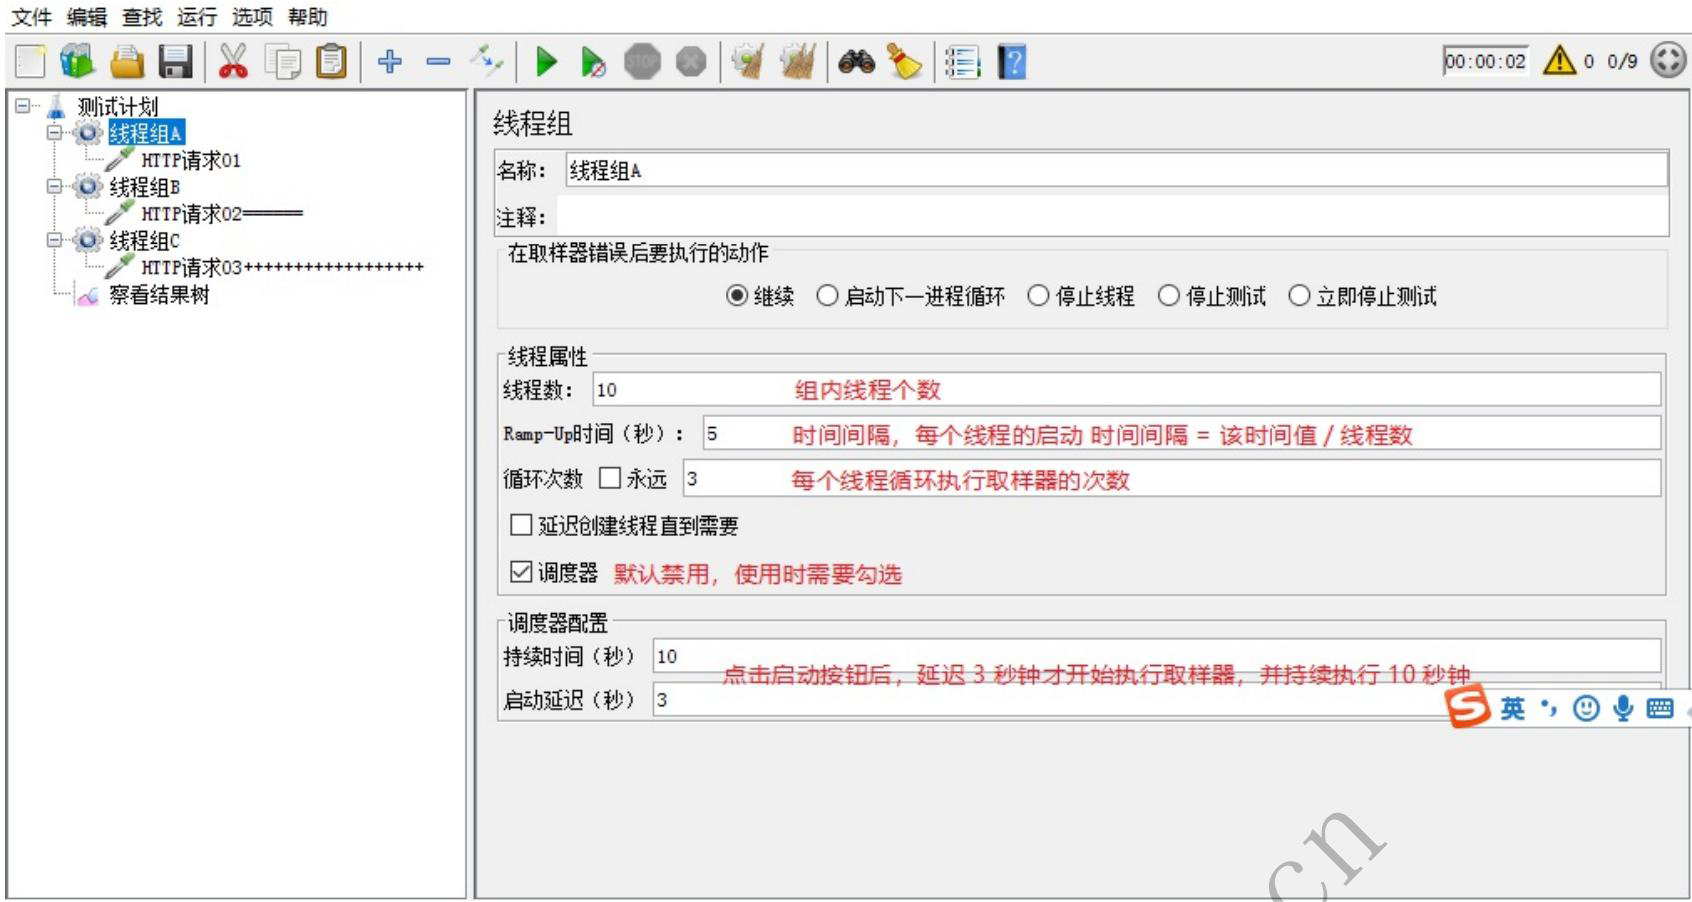 文件 编辑 查找 运行 选项 帮助
STOP
00:00:02 0 0/9
测试计划
线程组A
HTTP请求01
线程组B
HTTP请求02======
线程组C
HTTP请求03++++++++++++++++++
察看结果树
线程组
名称： 线程组A
注释：
在取样器错误后要执行的动作
继续 启动下一进程循环 停止线程 停止测试 立即停止测试
线程属性
线程数： 10 组内线程个数
Ramp-Up时间（秒）： 5 时间间隔，每个线程的启动 时间间隔 = 该时间值 / 线程数
循环次数 永远 3 每个线程循环执行取样器的次数
延迟创建线程直到需要
调度器 默认禁用，使用时需要勾选
调度器配置
持续时间（秒） 10
点击启动按钮后，延迟 3 秒钟才开始执行取样器，并持续执行 10 秒钟
启动延迟（秒） 3
英
cn